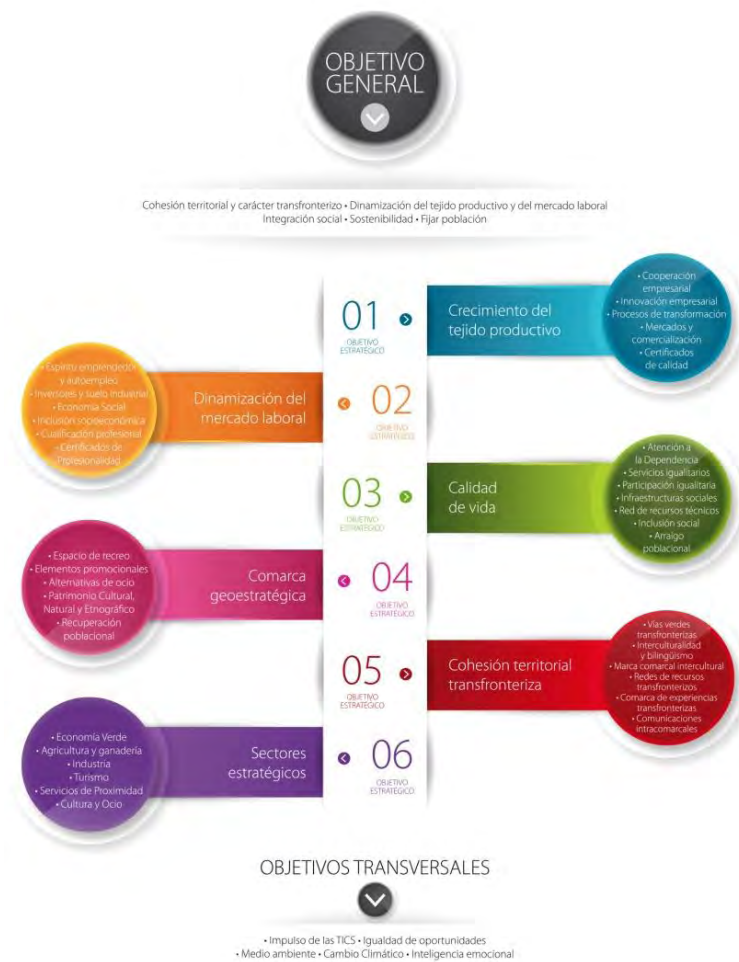 OBJETIVO
GENERAL
Cohesión territorial y carácter transfronterizo • Dinamización del tejido productivo y del mercado laboral
Integración social • Sostenibilidad • Fijar población
01
OBJETIVO
ESTRATÉGICO
Crecimiento del
tejido productivo
• Cooperación
empresarial
• Innovación empresarial
• Procesos de transformación
• Mercados y
comercialización
• Certificados
de calidad
• Espíritu emprendedor
y autoempleo
• Inversiones y suelo industrial
• Economía Social
• Inclusión socioeconómica
• Cualificación profesional
• Certificados de
Profesionalidad
Dinamización del
mercado laboral
02
OBJETIVO
ESTRATÉGICO
03
OBJETIVO
ESTRATÉGICO
Calidad
de vida
• Atención a
la Dependencia
• Servicios igualitarios
• Participación igualitaria
• Infraestructuras sociales
• Red de recursos técnicos
• Inclusión social
• Arraigo
poblacional
• Espacio de recreo
• Elementos promocionales
• Alternativas de ocio
• Patrimonio Cultural,
Natural y Etnográfico
• Recuperación
poblacional
Comarca
geoestratégica
04
OBJETIVO
ESTRATÉGICO
05
OBJETIVO
ESTRATÉGICO
Cohesión territorial
transfronteriza
• Vías verdes
transfronterizas
• Interculturalidad
y bilingüismo
• Marca comarcal intercultural
• Redes de recursos
transfronterizos
• Comarca de experiencias
transfronterizas
• Comunicaciones
intracomarcales
• Economía Verde
• Agricultura y ganadería
• Industria
• Turismo
• Servicios de Proximidad
• Cultura y Ocio
Sectores
estratégicos
06
OBJETIVO
ESTRATÉGICO
OBJETIVOS TRANSVERSALES
• Impulso de las TICS • Igualdad de oportunidades
• Medio ambiente • Cambio Climático • Inteligencia emocional